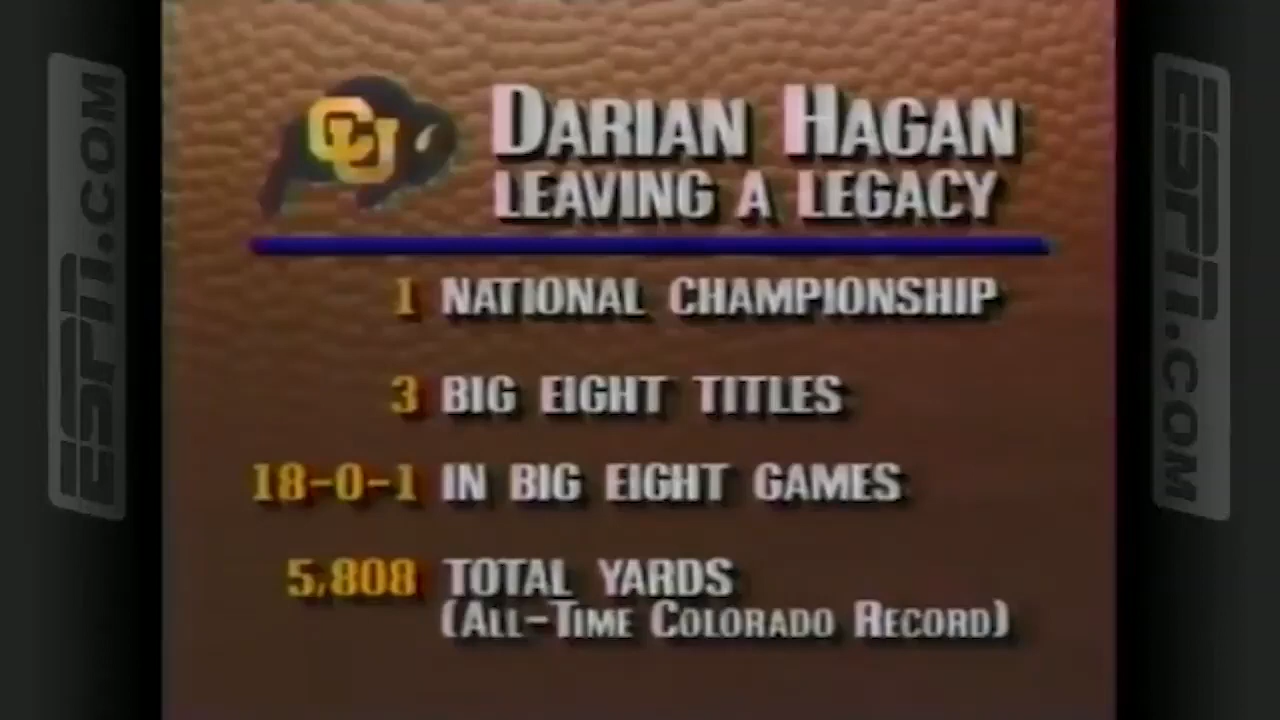 ESPN.COM
CU
DARIAN HAGAN
LEAVING A LEGACY
1 NATIONAL CHAMPIONSHIP
3 BIG EIGHT TITLES
18-0-1 IN BIG EIGHT GAMES
5,808 TOTAL YARDS
(ALL-TIME COLORADO RECORD)
ESPN.COM